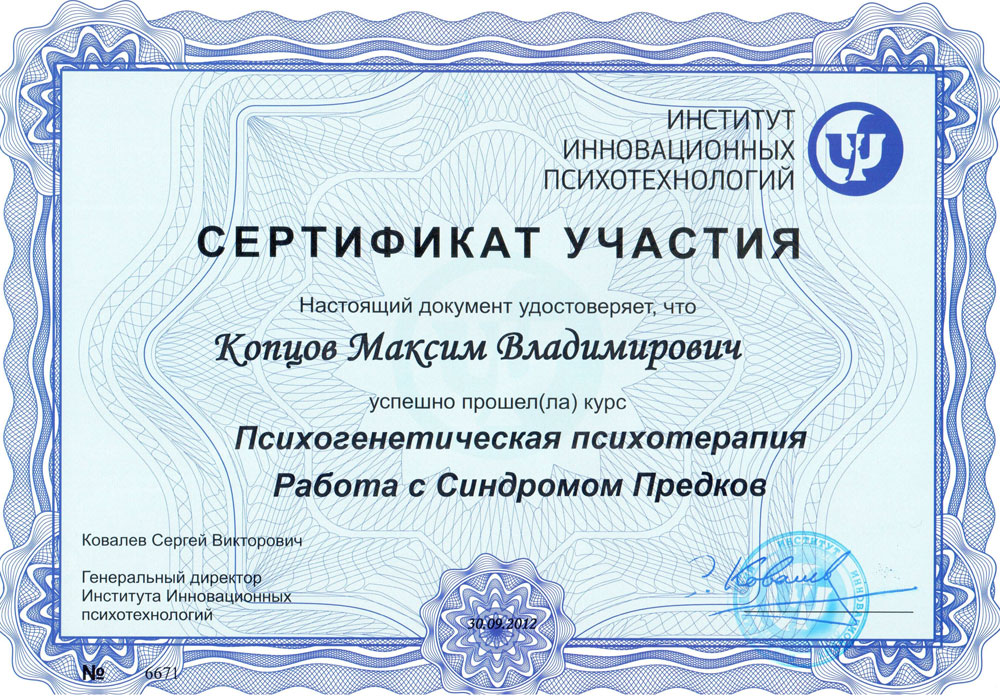 ИНСТИТУТ
ИННОВАЦИОННЫХ
ПСИХОТЕХНОЛОГИЙ
СЕРТИФИКАТ УЧАСТИЯ
Настоящий документ удостоверяет, что
Копцов Максим Владимирович
успешно прошел(ла) курс
Психогенетическая психотерапия
Работа с Синдромом Предков
Ковалев Сергей Викторович
Генеральный директор
Института Инновационных
психотехнологий
30.09.2012
№ 6671